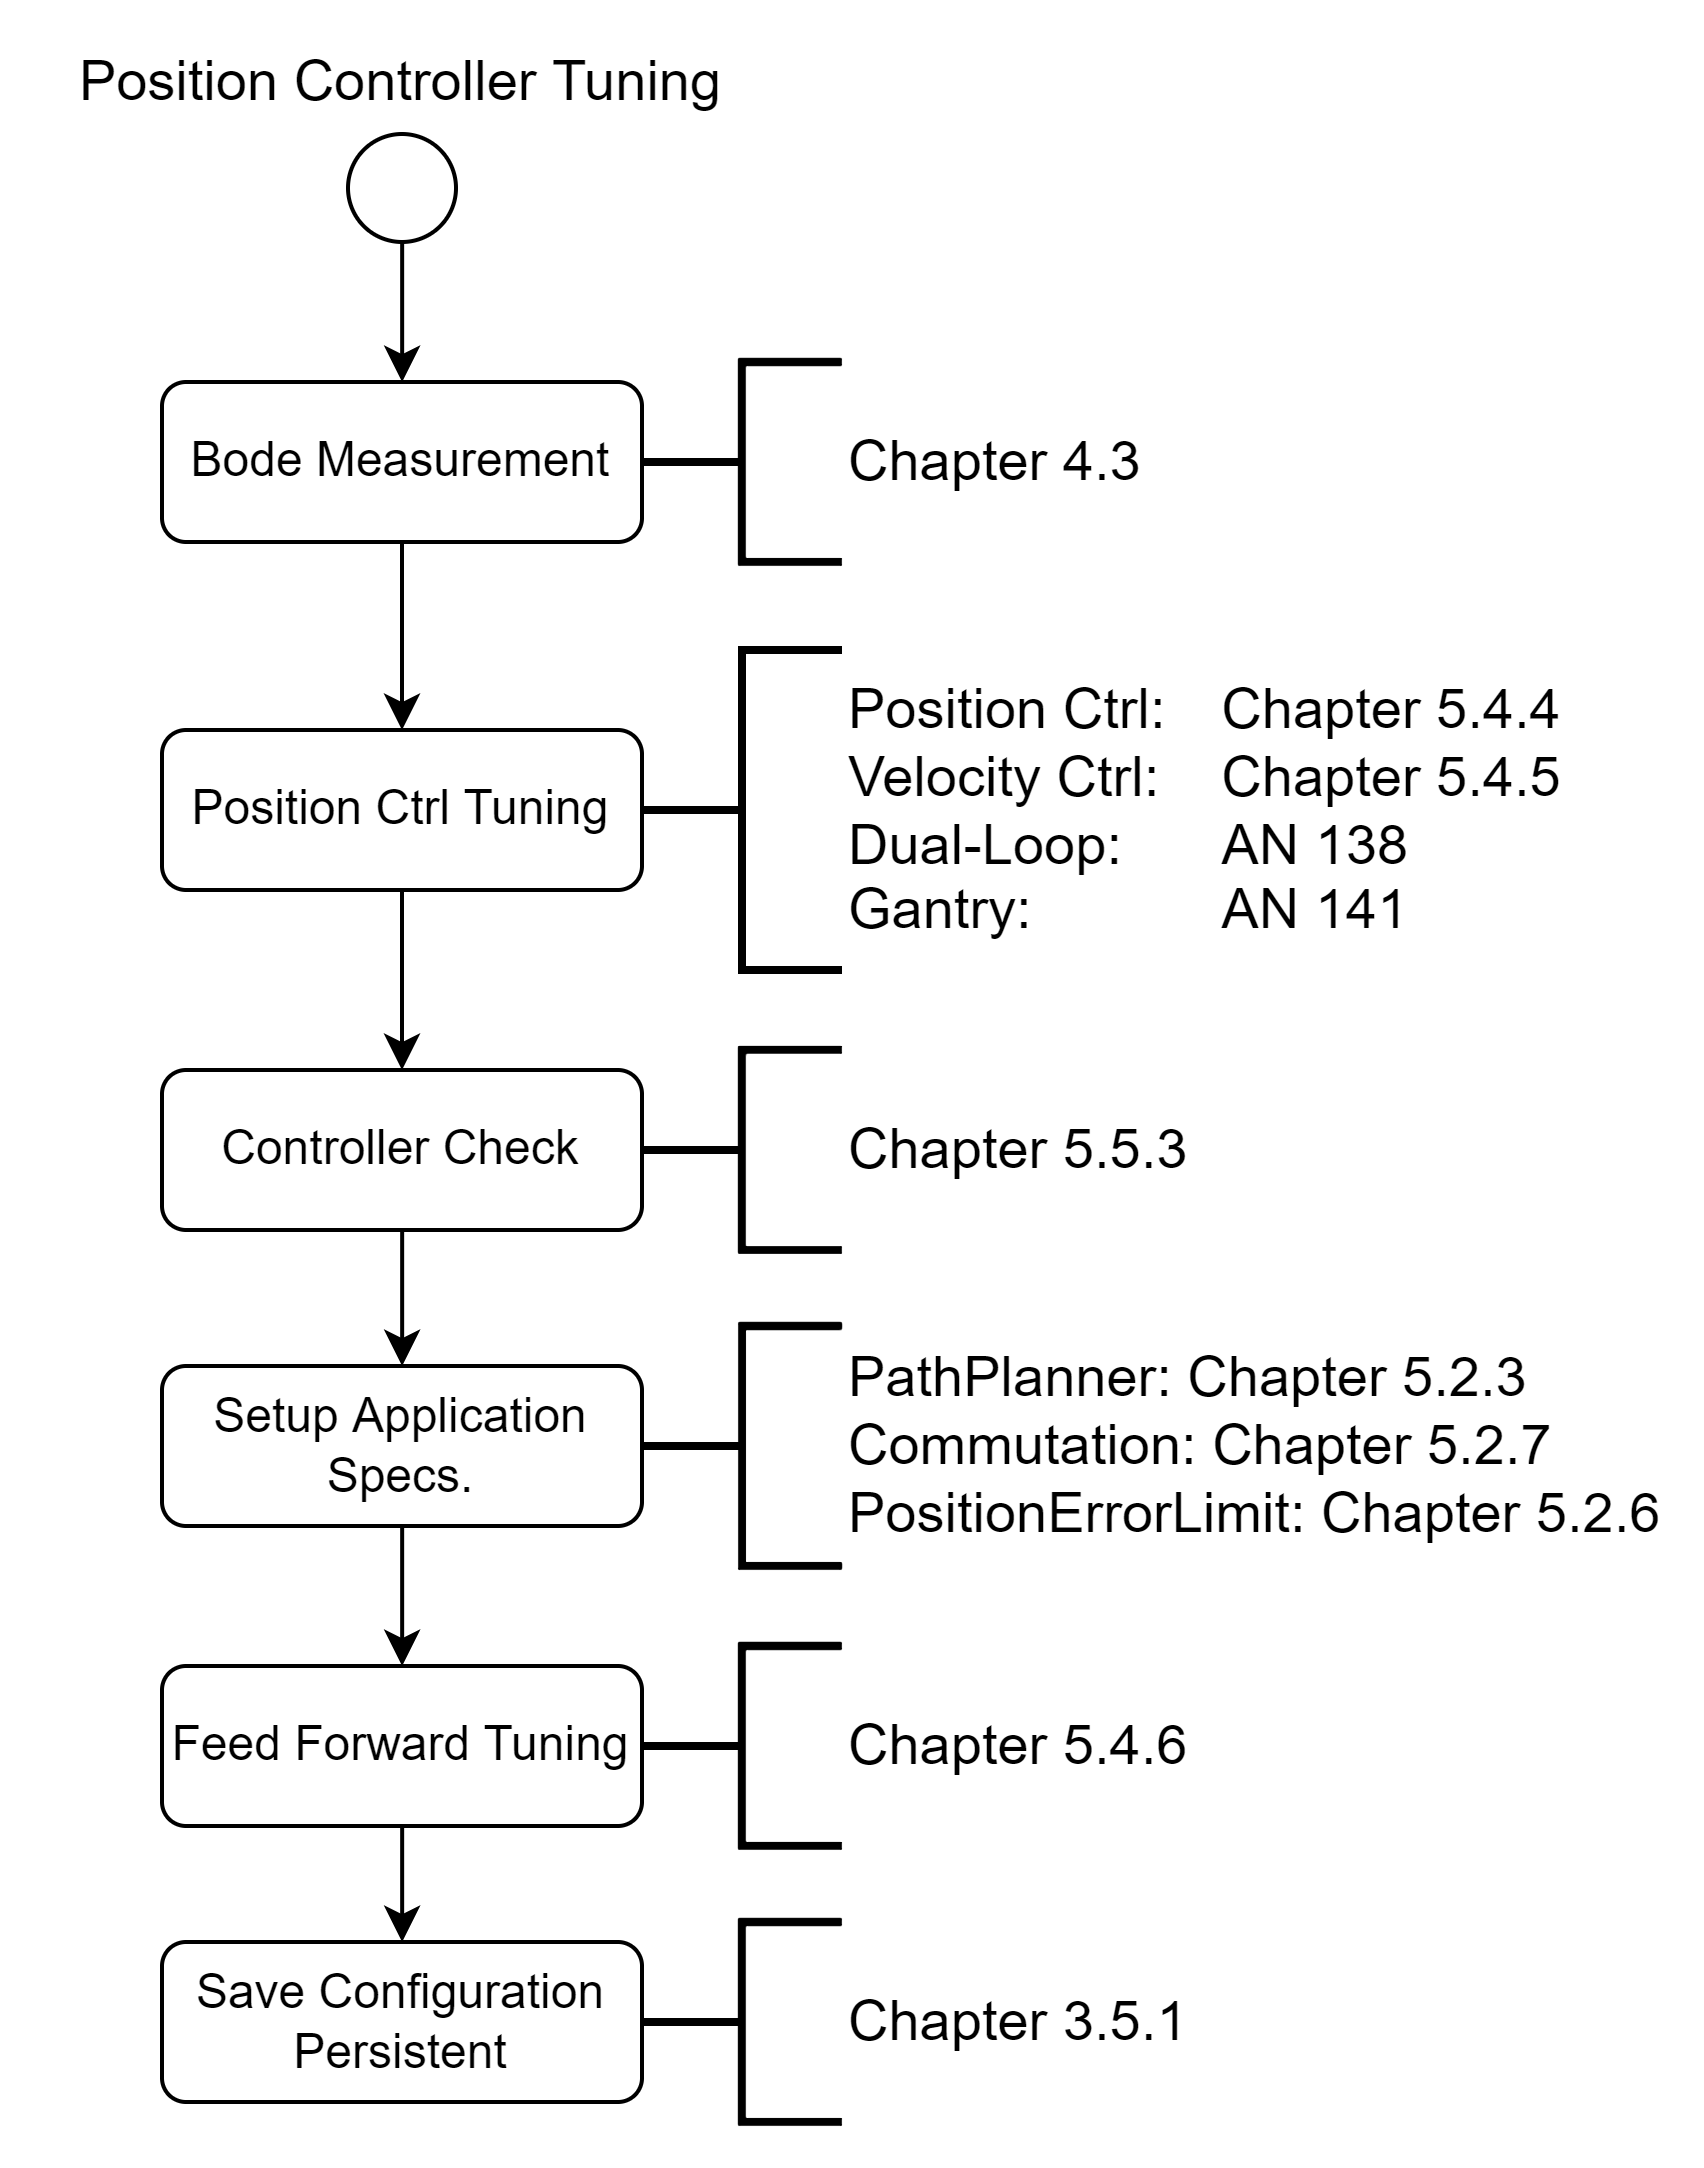 Position Controller Tuning
Bode Measurement
Chapter 4.3
Position Ctrl Tuning
Position Ctrl: Chapter 5.4.4
Velocity Ctrl: Chapter 5.4.5
Dual-Loop: AN 138
Gantry: AN 141
Controller Check
Chapter 5.5.3
Setup Application
Specs.
PathPlanner: Chapter 5.2.3
Commutation: Chapter 5.2.7
PositionErrorLimit: Chapter 5.2.6
Feed Forward Tuning
Chapter 5.4.6
Save Configuration
Persistent
Chapter 3.5.1